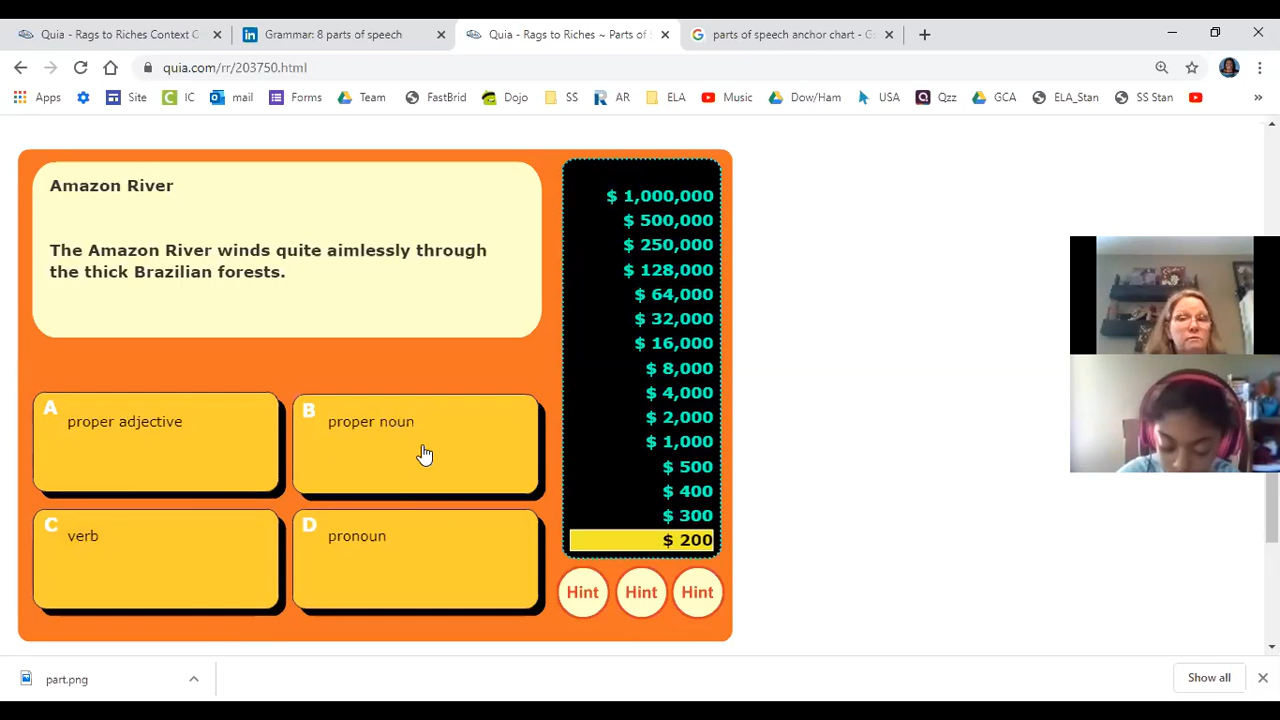 Quia - Rags to Riches Context C
Grammar: 8 parts of speech
Quia - Rags to Riches ~ Parts of
parts of speech anchor chart - G
quia.com/rr/203750.html
Apps
Site
IC
mail
Forms
Team
FastBrid
Dojo
SS
AR
ELA
Music
Dow/Ham
USA
Qzz
GCA
ELA_Stan
SS Stan
»
Amazon River
The Amazon River winds quite aimlessly through
the thick Brazilian forests.
A
proper adjective
B
proper noun
C
verb
D
pronoun
$ 1,000,000
$ 500,000
$ 250,000
$ 128,000
$ 64,000
$ 32,000
$ 16,000
$ 8,000
$ 4,000
$ 2,000
$ 1,000
$ 500
$ 400
$ 300
$ 200
Hint
Hint
Hint
part.png
Show all